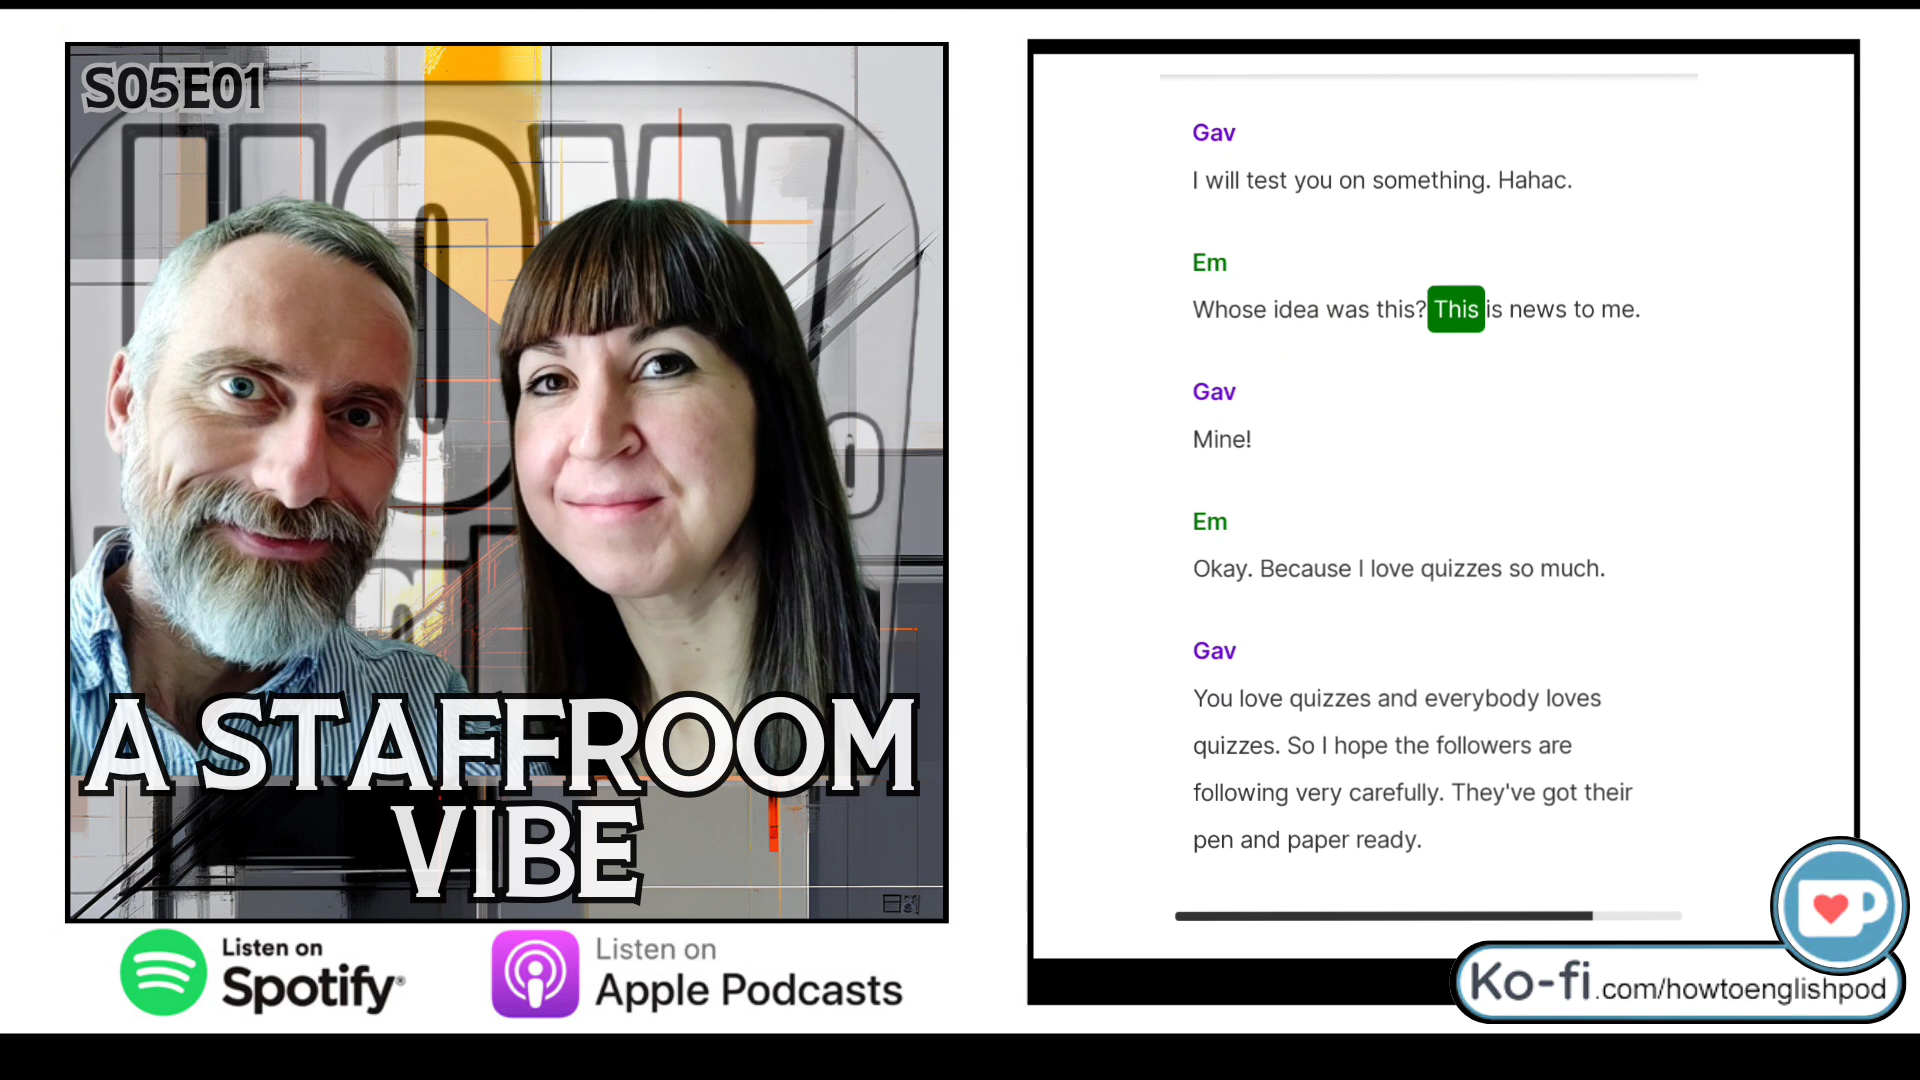 S05E01
HOW
TO
A STAFFROOM
VIBE
Listen on
Spotify®
Listen on
Apple Podcasts
Gav
I will test you on something. Hahac.
Em
Whose idea was this? This is news to me.
Gav
Mine!
Em
Okay. Because I love quizzes so much.
Gav
You love quizzes and everybody loves
quizzes. So I hope the followers are
following very carefully. They've got their
pen and paper ready.
Ko-fi.com/howtoenglishpod